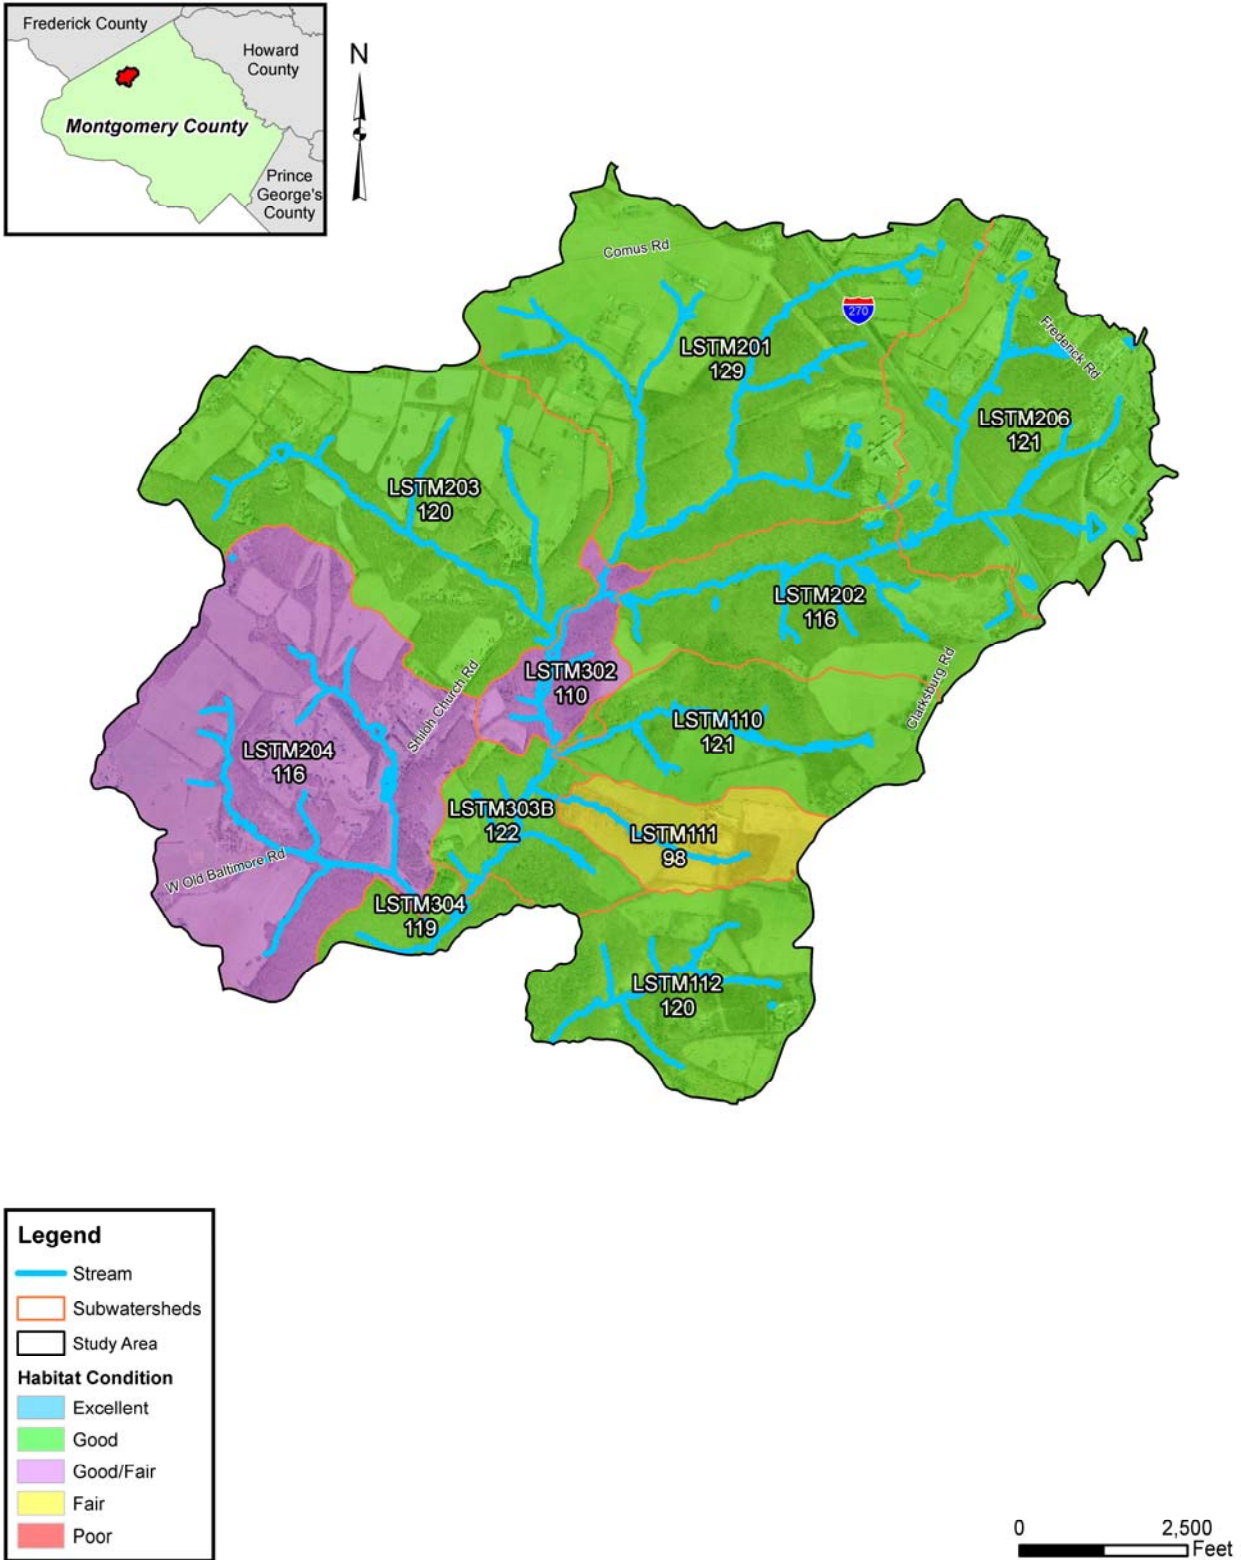 Frederick County
Howard
County
Montgomery County
Prince
George's
County
N
Comus Rd
270
LSTM201
129
Frederick Rd
LSTM206
121
LSTM203
120
LSTM202
116
LSTM302
110
Shiloh Church Rd
Clarksburg Rd
LSTM110
121
LSTM204
116
LSTM303B
122
LSTM111
98
W Old Baltimore Rd
LSTM304
119
LSTM112
120
Legend
Stream
Subwatersheds
Study Area
Habitat Condition
Excellent
Good
Good/Fair
Fair
Poor
0 2,500
Feet